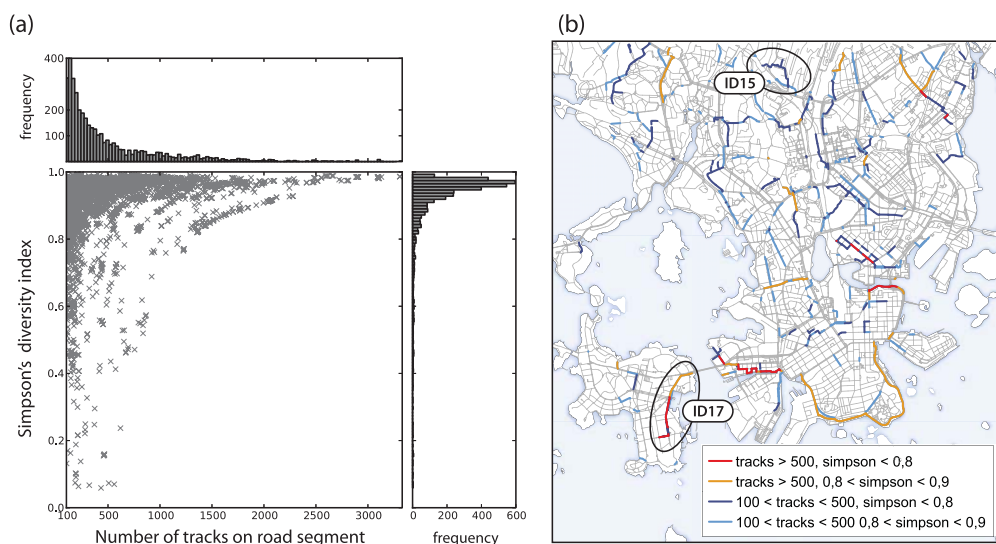 (a)
(b)
400
200
100
frequency
1.0
0.8
0.6
0.4
0.2
0.0
Simpson's diversity index
100
500
1000
1500
2000
2500
3000
Number of tracks on road segment
0
200
400
600
frequency
ID15
ID17
tracks > 500, simpson < 0,8
tracks > 500, 0,8 < simpson < 0,9
100 < tracks < 500, simpson < 0,8
100 < tracks < 500 0,8 < simpson < 0,9